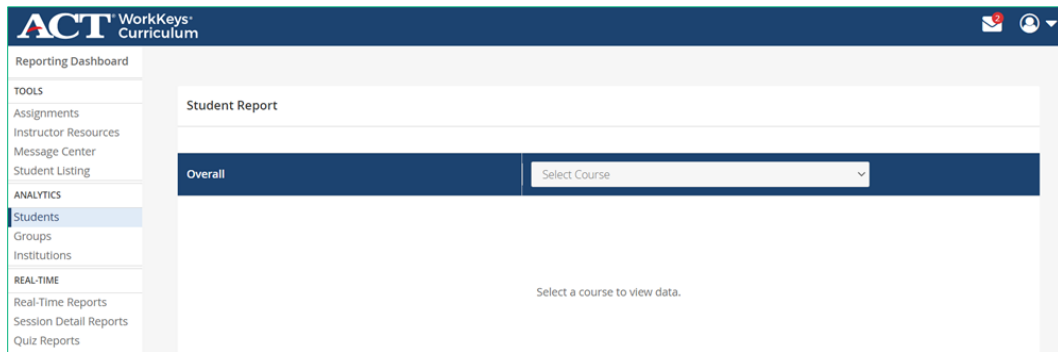 ACT® WorkKeys®
Curriculum
2
Reporting Dashboard
TOOLS
Assignments
Instructor Resources
Message Center
Student Listing
ANALYTICS
Students
Groups
Institutions
REAL-TIME
Real-Time Reports
Session Detail Reports
Quiz Reports
Student Report
Overall
Select Course
Select a course to view data.